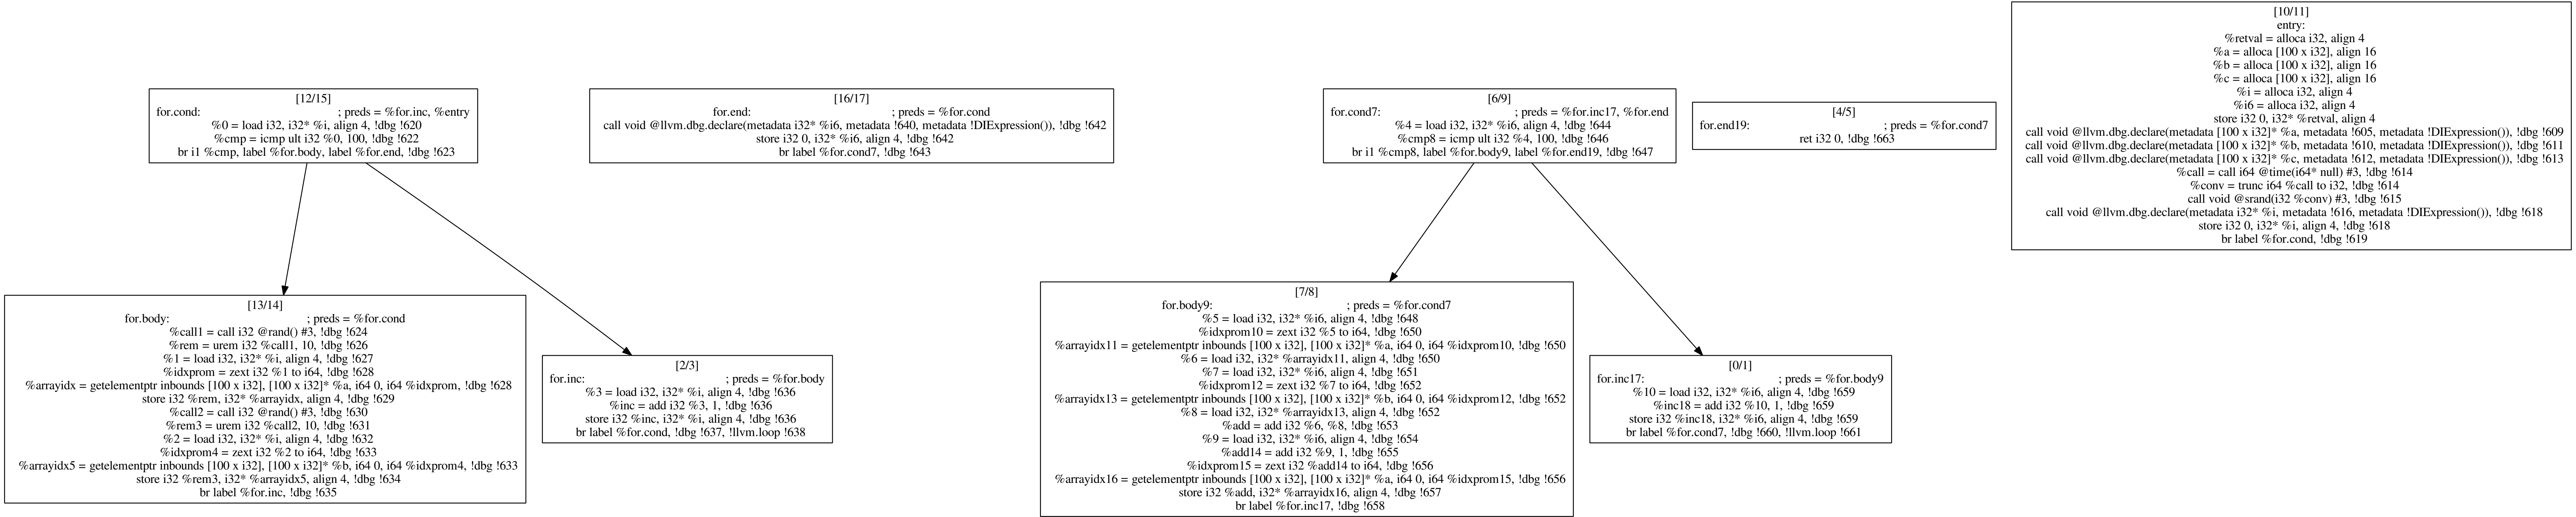 [12/15]
for.cond: ; preds = %for.inc, %entry
%0 = load i32, i32* %i, align 4, !dbg !620
%cmp = icmp ult i32 %0, 100, !dbg !622
br i1 %cmp, label %for.body, label %for.end, !dbg !623
[16/17]
for.end: ; preds = %for.cond
call void @llvm.dbg.declare(metadata i32* %i6, metadata !640, metadata !DIExpression()), !dbg !642
store i32 0, i32* %i6, align 4, !dbg !642
br label %for.cond7, !dbg !643
[6/9]
for.cond7: ; preds = %for.inc17, %for.end
%4 = load i32, i32* %i6, align 4, !dbg !644
%cmp8 = icmp ult i32 %4, 100, !dbg !646
br i1 %cmp8, label %for.body9, label %for.end19, !dbg !647
[4/5]
for.end19: ; preds = %for.cond7
ret i32 0, !dbg !663
[10/11]
entry:
%retval = alloca i32, align 4
%a = alloca [100 x i32], align 16
%b = alloca [100 x i32], align 16
%c = alloca [100 x i32], align 16
%i = alloca i32, align 4
%i6 = alloca i32, align 4
store i32 0, i32* %retval, align 4
call void @llvm.dbg.declare(metadata [100 x i32]* %a, metadata !605, metadata !DIExpression()), !dbg !609
call void @llvm.dbg.declare(metadata [100 x i32]* %b, metadata !610, metadata !DIExpression()), !dbg !611
call void @llvm.dbg.declare(metadata [100 x i32]* %c, metadata !612, metadata !DIExpression()), !dbg !613
%call = call i64 @time(i64* null) #3, !dbg !614
%conv = trunc i64 %call to i32, !dbg !614
call void @srand(i32 %conv) #3, !dbg !615
call void @llvm.dbg.declare(metadata i32* %i, metadata !616, metadata !DIExpression()), !dbg !618
store i32 0, i32* %i, align 4, !dbg !618
br label %for.cond, !dbg !619
[13/14]
for.body: ; preds = %for.cond
%call1 = call i32 @rand() #3, !dbg !624
%rem = urem i32 %call1, 10, !dbg !626
%1 = load i32, i32* %i, align 4, !dbg !627
%idxprom = zext i32 %1 to i64, !dbg !628
%arrayidx = getelementptr inbounds [100 x i32], [100 x i32]* %a, i64 0, i64 %idxprom, !dbg !628
store i32 %rem, i32* %arrayidx, align 4, !dbg !629
%call2 = call i32 @rand() #3, !dbg !630
%rem3 = urem i32 %call2, 10, !dbg !631
%2 = load i32, i32* %i, align 4, !dbg !632
%idxprom4 = zext i32 %2 to i64, !dbg !633
%arrayidx5 = getelementptr inbounds [100 x i32], [100 x i32]* %b, i64 0, i64 %idxprom4, !dbg !633
store i32 %rem3, i32* %arrayidx5, align 4, !dbg !634
br label %for.inc, !dbg !635
[2/3]
for.inc: ; preds = %for.body
%3 = load i32, i32* %i, align 4, !dbg !636
%inc = add i32 %3, 1, !dbg !636
store i32 %inc, i32* %i, align 4, !dbg !636
br label %for.cond, !dbg !637, !llvm.loop !638
[7/8]
for.body9: ; preds = %for.cond7
%5 = load i32, i32* %i6, align 4, !dbg !648
%idxprom10 = zext i32 %5 to i64, !dbg !650
%arrayidx11 = getelementptr inbounds [100 x i32], [100 x i32]* %a, i64 0, i64 %idxprom10, !dbg !650
%6 = load i32, i32* %arrayidx11, align 4, !dbg !650
%7 = load i32, i32* %i6, align 4, !dbg !651
%idxprom12 = zext i32 %7 to i64, !dbg !652
%arrayidx13 = getelementptr inbounds [100 x i32], [100 x i32]* %b, i64 0, i64 %idxprom12, !dbg !652
%8 = load i32, i32* %arrayidx13, align 4, !dbg !652
%add = add i32 %6, %8, !dbg !653
%9 = load i32, i32* %i6, align 4, !dbg !654
%add14 = add i32 %9, 1, !dbg !655
%idxprom15 = zext i32 %add14 to i64, !dbg !656
%arrayidx16 = getelementptr inbounds [100 x i32], [100 x i32]* %a, i64 0, i64 %idxprom15, !dbg !656
store i32 %add, i32* %arrayidx16, align 4, !dbg !657
br label %for.inc17, !dbg !658
[0/1]
for.inc17: ; preds = %for.body9
%10 = load i32, i32* %i6, align 4, !dbg !659
%inc18 = add i32 %10, 1, !dbg !659
store i32 %inc18, i32* %i6, align 4, !dbg !659
br label %for.cond7, !dbg !660, !llvm.loop !661